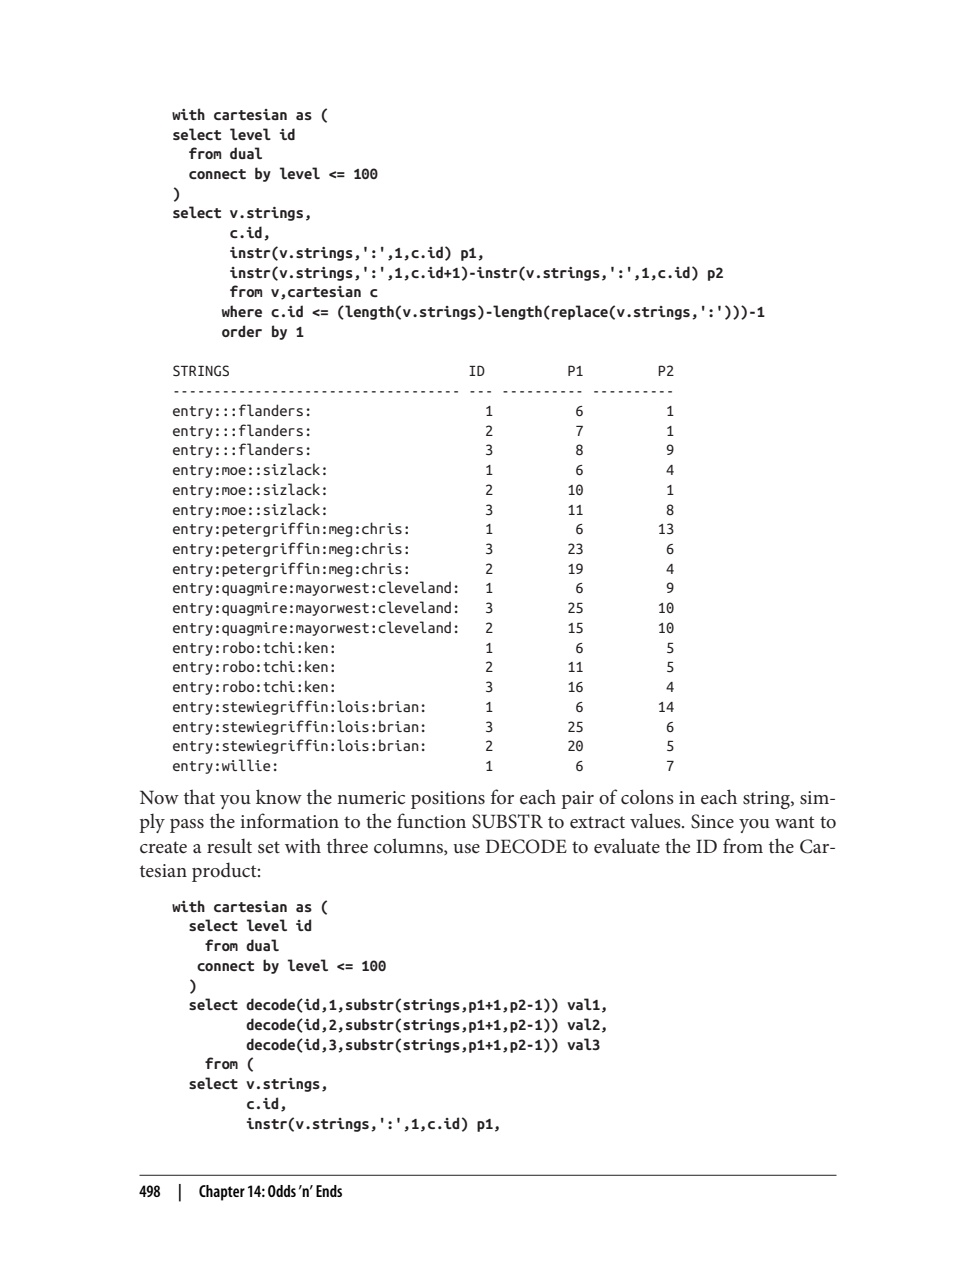 with cartesian as (
select level id
  from dual
  connect by level <= 100
)
select v.strings,
       c.id,
       instr(v.strings,':',1,c.id) p1,
       instr(v.strings,':',1,c.id+1)-instr(v.strings,':',1,c.id) p2
       from v,cartesian c
      where c.id <= (length(v.strings)-length(replace(v.strings,':')))-1
      order by 1
STRINGS                             ID         P1         P2
----------------------------------- --- ---------- ----------
entry:::flanders:                     1          6          1
entry:::flanders:                     2          7          1
entry:::flanders:                     3          8          9
entry:moe::sizlack:                   1          6          4
entry:moe::sizlack:                   2         10          1
entry:moe::sizlack:                   3         11          8
entry:petergriffin:meg:chris:         1          6         13
entry:petergriffin:meg:chris:         3         23          6
entry:petergriffin:meg:chris:         2         19          4
entry:quagmire:mayorwest:cleveland:   1          6          9
entry:quagmire:mayorwest:cleveland:   3         25         10
entry:quagmire:mayorwest:cleveland:   2         15         10
entry:robo:tchi:ken:                  1          6          5
entry:robo:tchi:ken:                  2         11          5
entry:robo:tchi:ken:                  3         16          4
entry:stewiegriffin:lois:brian:       1          6         14
entry:stewiegriffin:lois:brian:       3         25          6
entry:stewiegriffin:lois:brian:       2         20          5
entry:willie:                         1          6          7
Now that you know the numeric positions for each pair of colons in each string, sim-
ply pass the information to the function SUBSTR to extract values. Since you want to
create a result set with three columns, use DECODE to evaluate the ID from the Car-
tesian product:
with cartesian as (
  select level id
    from dual
   connect by level <= 100
  )
  select decode(id,1,substr(strings,p1+1,p2-1)) val1,
         decode(id,2,substr(strings,p1+1,p2-1)) val2,
         decode(id,3,substr(strings,p1+1,p2-1)) val3
    from (
  select v.strings,
         c.id,
         instr(v.strings,':',1,c.id) p1,
498 | Chapter 14: Odds ’n’ Ends